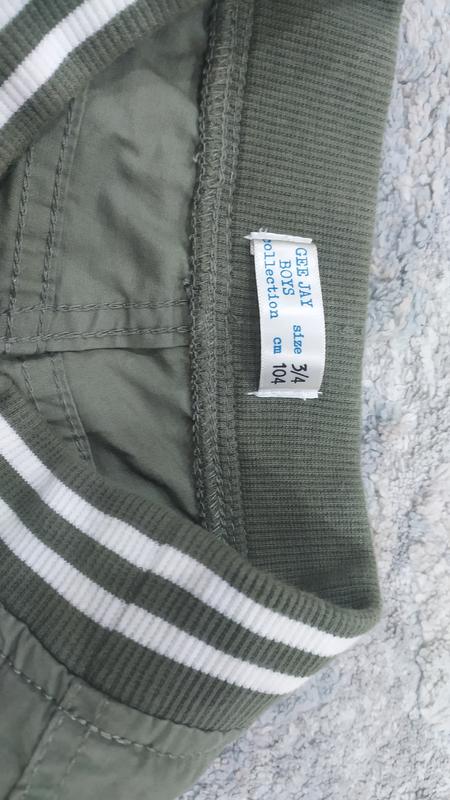 GEE JAY
BOYS size 3/4
collection cm 104